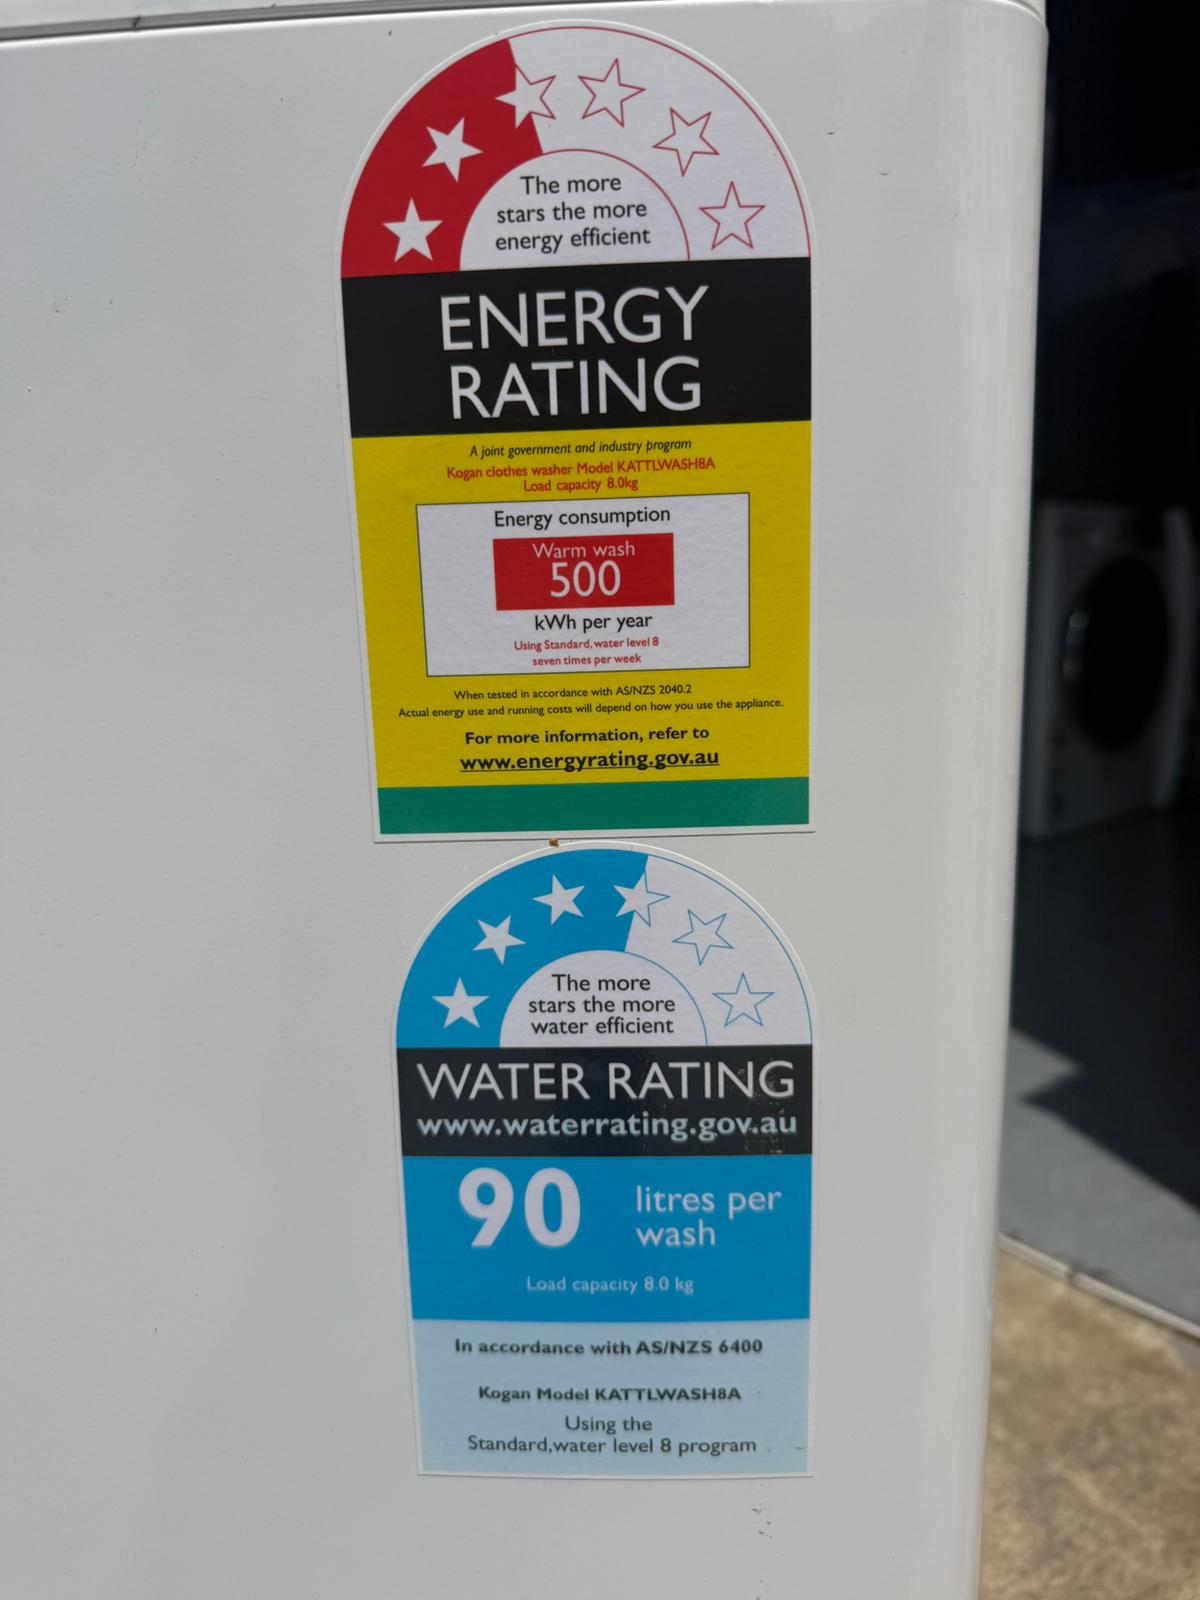 The more
stars the more
energy efficient
ENERGY
RATING
A joint government and industry program
Kogan clothes washer Model KATTLWASH8A
Load capacity 8.0kg
Energy consumption
Warm wash
500
kWh per year
Using Standard,water level 8
seven times per week
When tested in accordance with AS/NZS 2040.2
Actual energy use and running costs will depend on how you use the appliance.
For more information, refer to
www.energyrating.gov.au
The more
stars the more
water efficient
WATER RATING
www.waterrating.gov.au
90 litres per
wash
Load capacity 8.0 kg
In accordance with AS/NZS 6400
Kogan Model KATTLWASH8A
Using the
Standard,water level 8 program